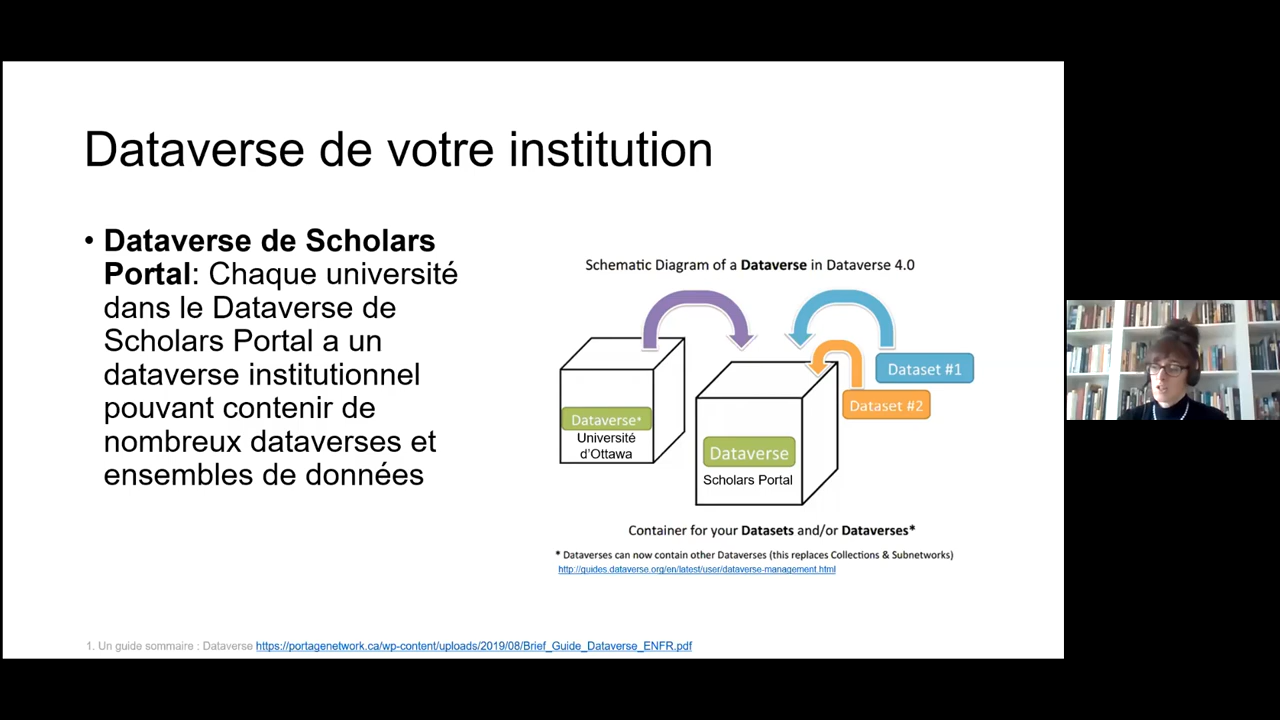 Dataverse de votre institution
• Dataverse de Scholars
Portal: Chaque université
dans le Dataverse de
Scholars Portal a un
dataverse institutionnel
pouvant contenir de
nombreux dataverses et
ensembles de données
Schematic Diagram of a Dataverse in Dataverse 4.0
Dataset #1
Dataset #2
Dataverse*
Université
d'Ottawa
Dataverse
Scholars Portal
Container for your Datasets and/or Dataverses*
* Dataverses can now contain other Dataverses (this replaces Collections & Subnetworks)
http://guides.dataverse.org/en/latest/user/dataverse-management.html
1. Un guide sommaire : Dataverse https://portagenetwork.ca/wp-content/uploads/2019/08/Brief_Guide_Dataverse_ENFR.pdf